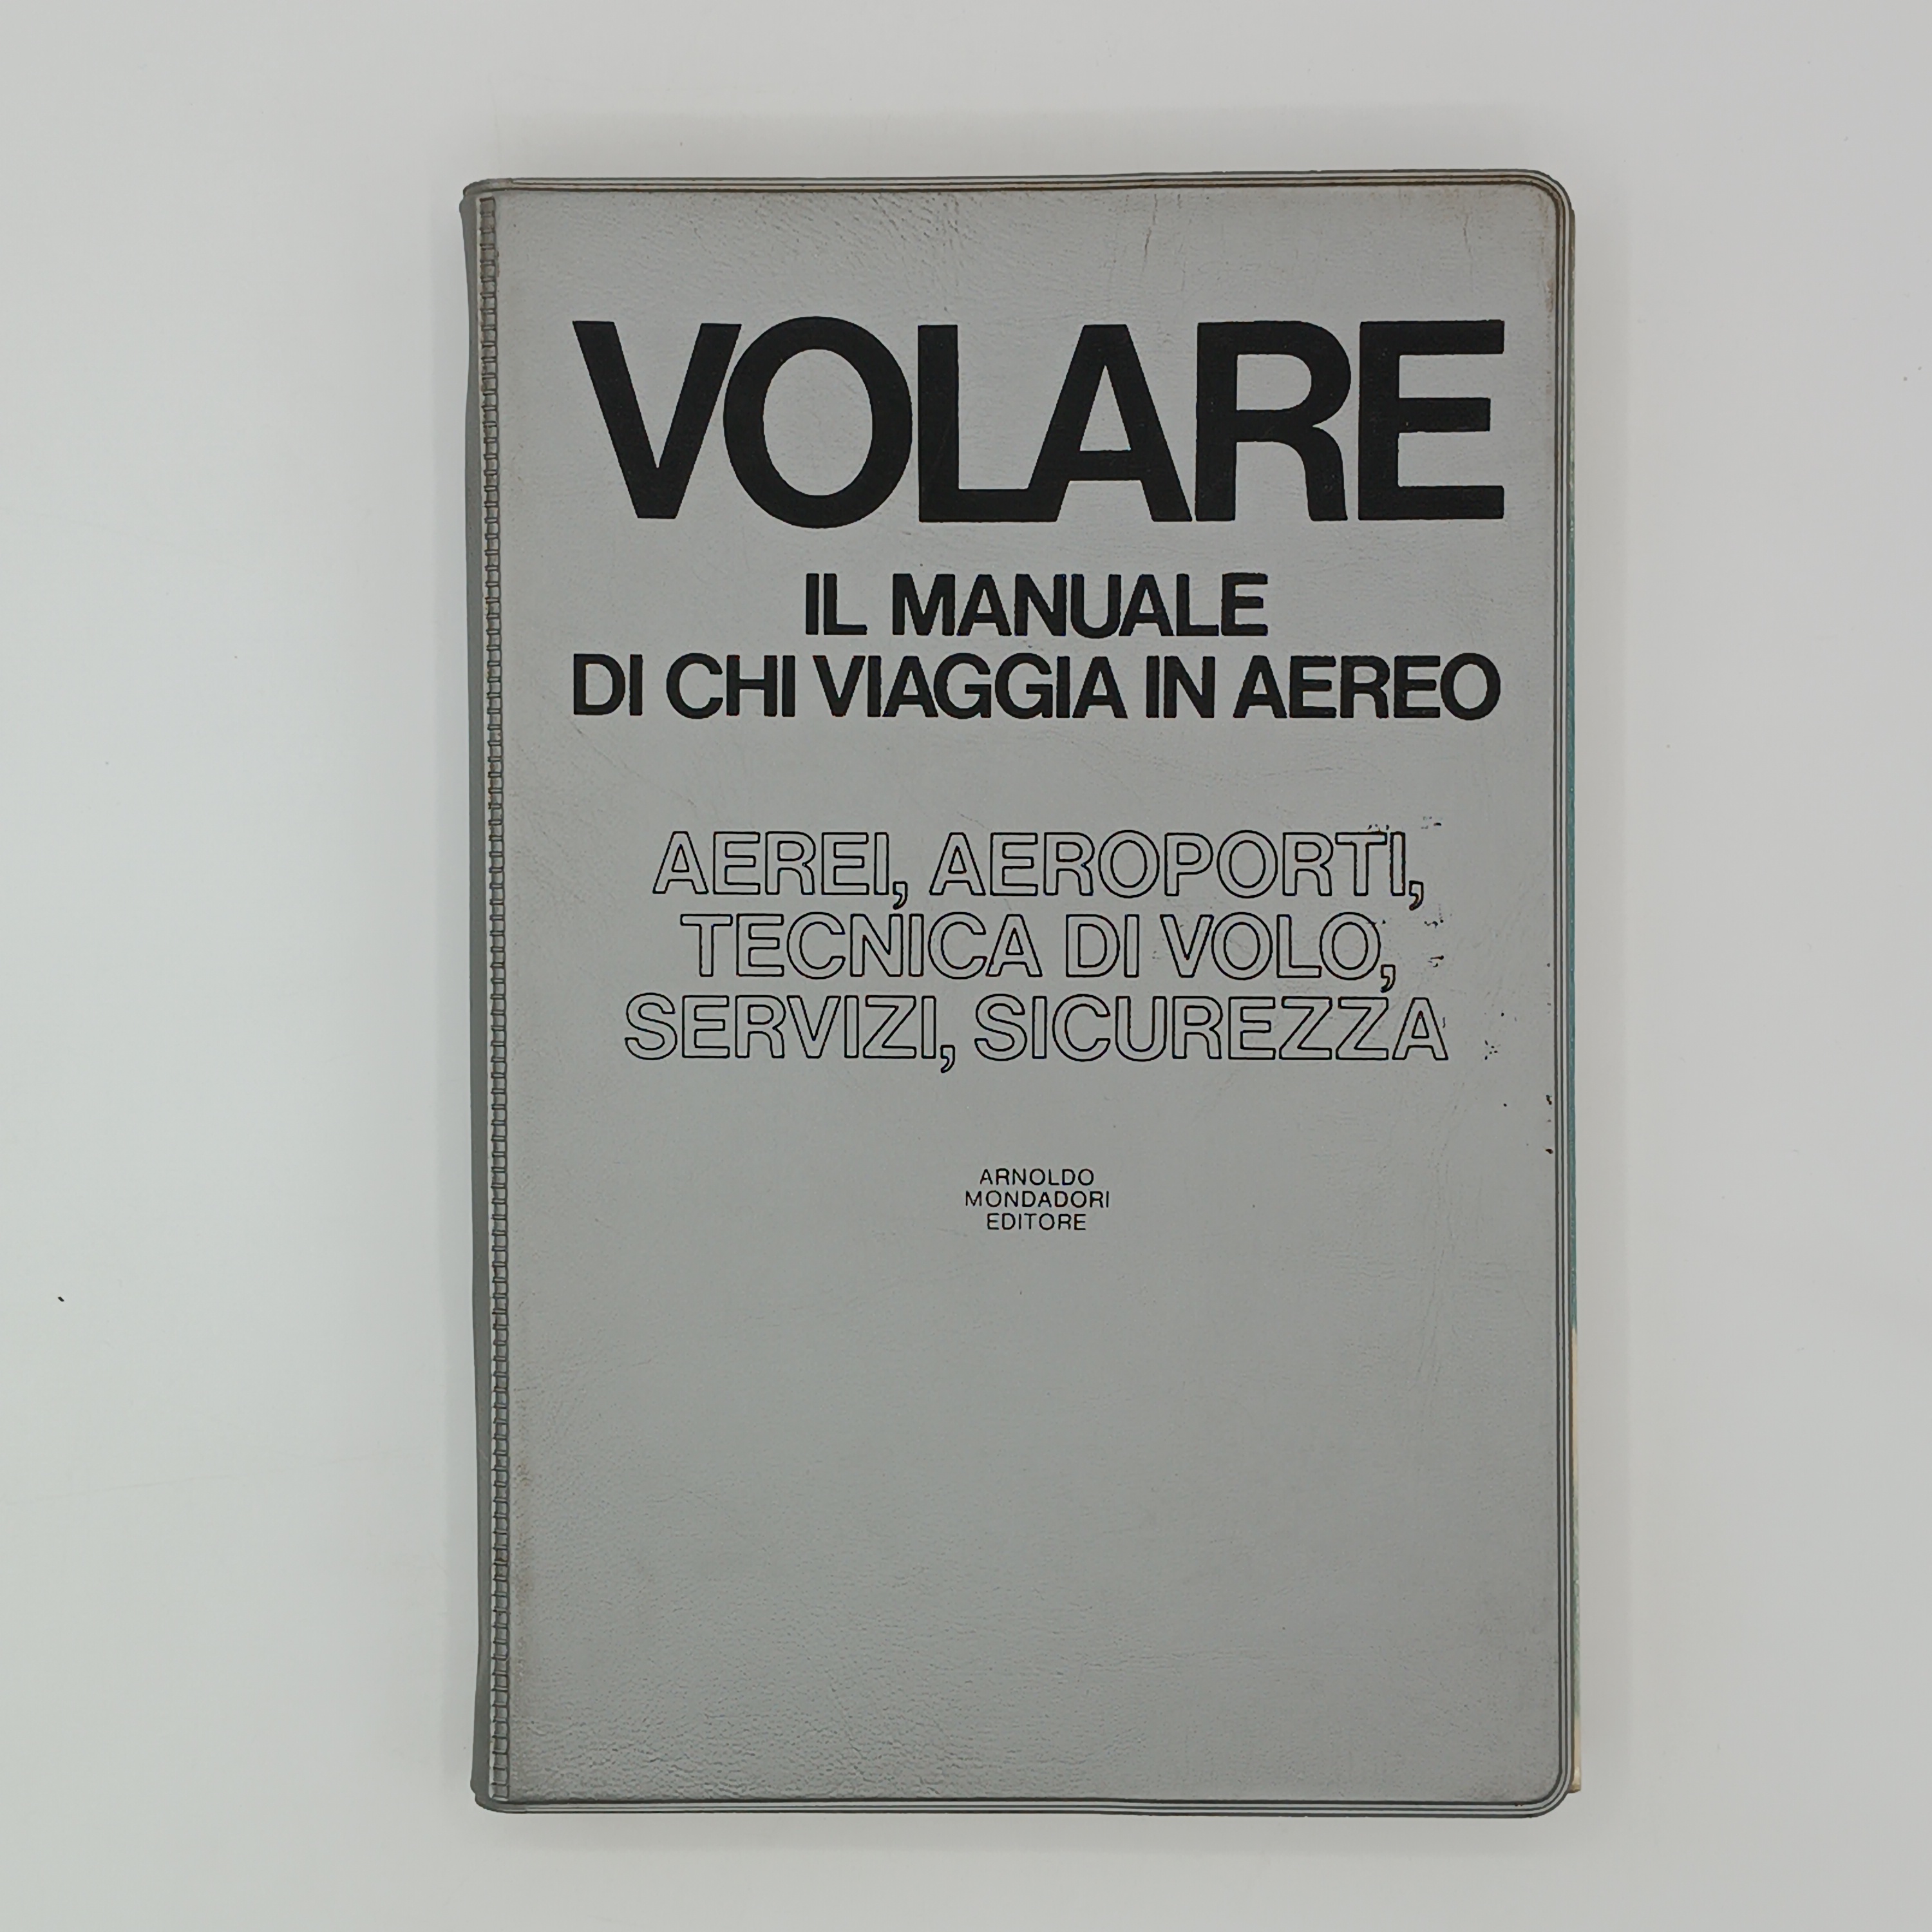 VOLARE
IL MANUALE
DI CHI VIAGGIA IN AEREO
AEREI, AEROPORTI,
TECNICA DI VOLO,
SERVIZI, SICUREZZA
ARNOLDO
MONDADORI
EDITORE